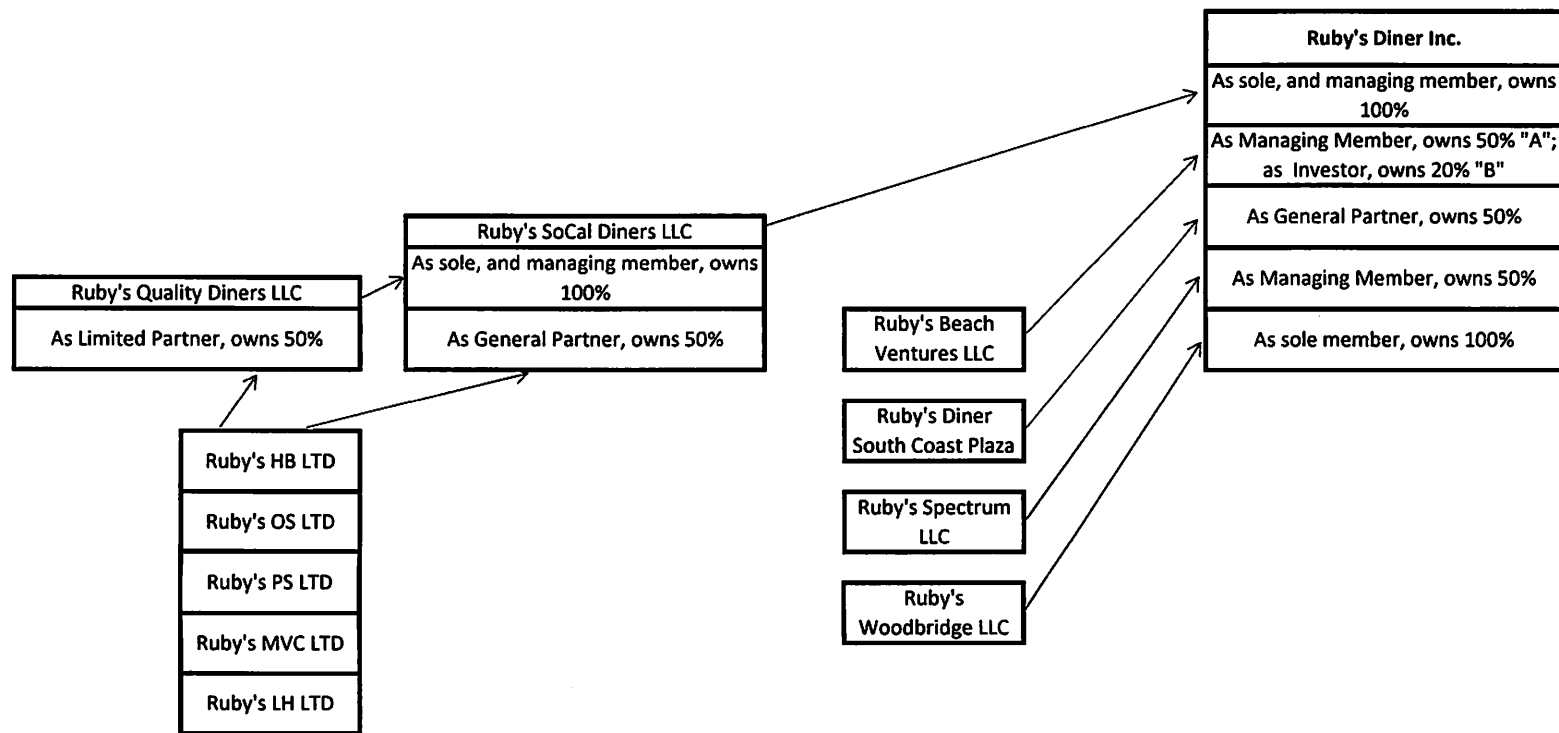 Ruby's Diner Inc.
As sole, and managing member, owns
100%
As Managing Member, owns 50% "A";
as Investor, owns 20% "B"
As General Partner, owns 50%
As Managing Member, owns 50%
As sole member, owns 100%
Ruby's SoCal Diners LLC
As sole, and managing member, owns
100%
As General Partner, owns 50%
Ruby's Quality Diners LLC
As Limited Partner, owns 50%
Ruby's HB LTD
Ruby's OS LTD
Ruby's PS LTD
Ruby's MVC LTD
Ruby's LH LTD
Ruby's Beach
Ventures LLC
Ruby's Diner
South Coast Plaza
Ruby's Spectrum
LLC
Ruby's
Woodbridge LLC